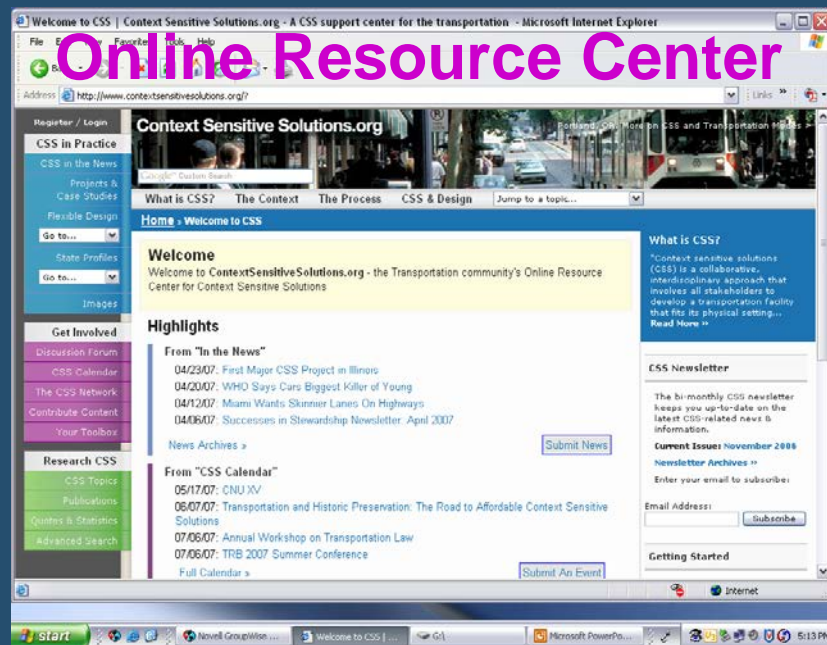 Welcome to CSS | Context Sensitive Solutions.org - A CSS support center for the transportation - Microsoft Internet Explorer
Online Resource Center
File Tools Help
Address http://www.contextsensitivesolutions.org/? Links »
Register / Login
Context Sensitive Solutions.org
Portland, OR. More on CSS and Transportation Modes >
Google™ Custom Search
What is CSS? The Context The Process CSS & Design Jump to a topic...
Home » Welcome to CSS
CSS in Practice
CSS in the News
Projects &
Case Studies
Flexible Design
Go to...
State Profiles
Go to...
Images
Get Involved
Discussion Forum
CSS Calendar
The CSS Network
Contribute Content
Your Toolbox
Research CSS
CSS Topics
Publications
Quotes & Statistics
Advanced Search
Welcome
Welcome to ContextSensitiveSolutions.org - the Transportation community's Online Resource
Center for Context Sensitive Solutions
Highlights
From "In the News"
04/23/07: First Major CSS Project in Illinois
04/20/07: WHO Says Cars Biggest Killer of Young
04/12/07: Miami Wants Skinnier Lanes On Highways
04/06/07: Successes in Stewardship Newsletter: April 2007
News Archives »
Submit News
From "CSS Calendar"
05/17/07: CNU XV
06/07/07: Transportation and Historic Preservation: The Road to Affordable Context Sensitive
Solutions
07/06/07: Annual Workshop on Transportation Law
07/06/07: TRB 2007 Summer Conference
Full Calendar »
Submit An Event
What is CSS?
"Context sensitive solutions
(CSS) is a collaborative,
interdisciplinary approach that
involves all stakeholders to
develop a transportation facility
that fits its physical setting...
Read More »
CSS Newsletter
The bi-monthly CSS newsletter
keeps you up-to-date on the
latest CSS-related news &
information.
Current Issue: November 2006
Newsletter Archives »
Enter your email to subscribe:
Email Address:
Subscribe
Getting Started
Internet
start Novell GroupWise ... Welcome to CSS | ... G:\ Microsoft PowerPo... 5:13 PM